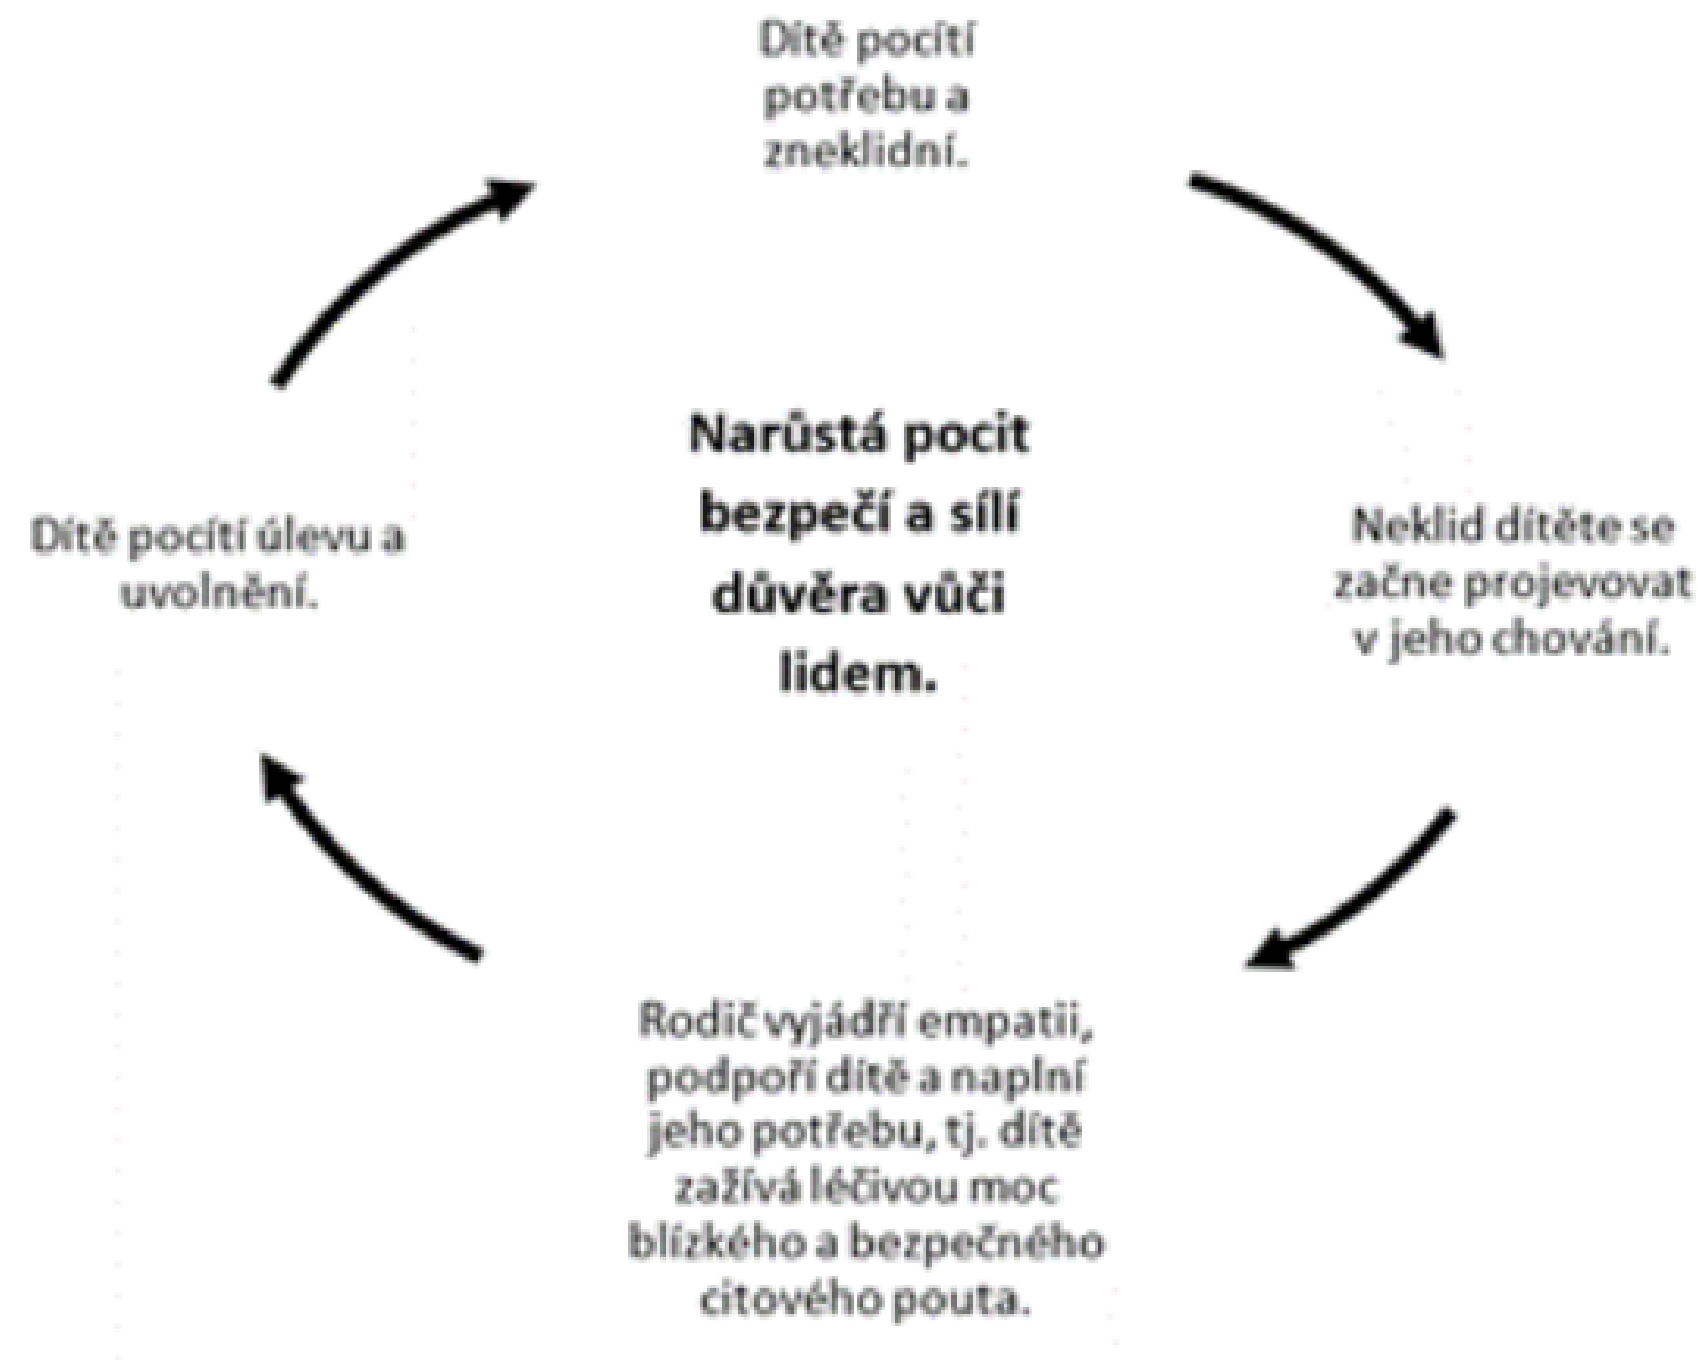 Dítě pocítí
potřebu a
zneklidní.
Neklid dítěte se
začne projevovat
v jeho chování.
Rodič vyjádří empatii,
podpoří dítě a naplní
jeho potřebu, tj. dítě
zažívá léčivou moc
blízkého a bezpečného
citového pouta.
Dítě pocítí úlevu a
uvolnění.
Narůstá pocit
bezpečí a sílí
důvěra vůči
lidem.